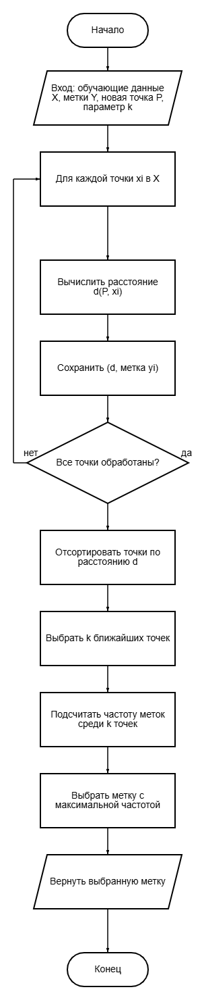 Начало
Вход: обучающие данные
X, метки Y, новая точка P,
параметр k
Для каждой точки xi в X
Вычислить расстояние
d(P, xi)
Сохранить (d, метка yi)
нет
да
Все точки обработаны?
Отсортировать точки по
расстоянию d
Выбрать k ближайших точек
Подсчитать частоту меток
среди k точек
Выбрать метку с
максимальной частотой
Вернуть выбранную метку
Конец